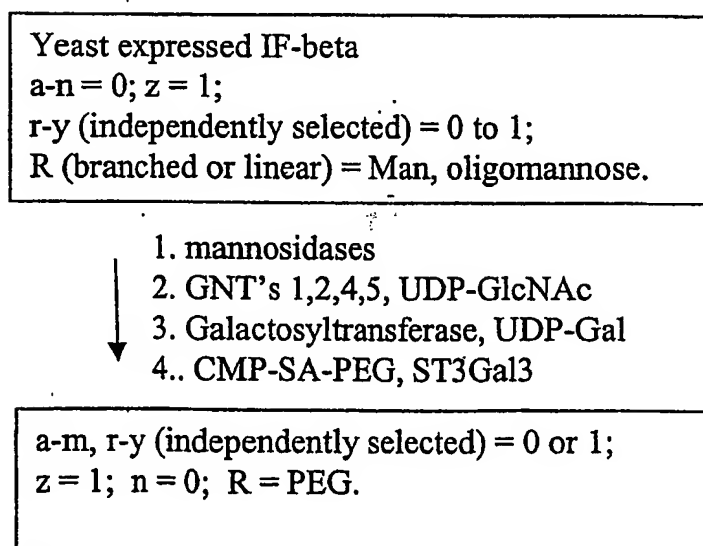 Yeast expressed IF-beta
a-n = 0; z = 1;
r-y (independently selected) = 0 to 1;
R (branched or linear) = Man, oligomannose.
1. mannosidases
2. GNT's 1,2,4,5, UDP-GlcNAc
3. Galactosyltransferase, UDP-Gal
4.. CMP-SA-PEG, ST3Gal3
a-m, r-y (independently selected) = 0 or 1;
z = 1; n = 0; R = PEG.